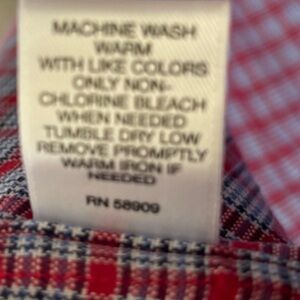 MACHINE WASH
WARM
WITH LIKE COLORS
ONLY NON-
CHLORINE BLEACH
WHEN NEEDED
TUMBLE DRY LOW
REMOVE PROMPTLY
WARM IRON IF
NEEDED
RN 58909